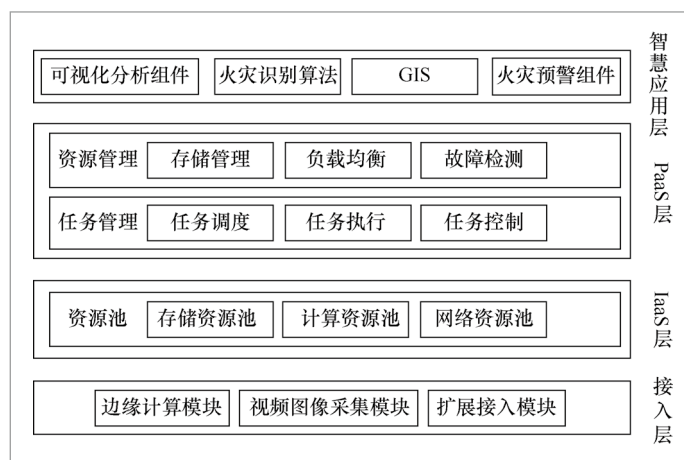 可视化分析组件 火灾识别算法 GIS 火灾预警组件
智慧应用层
资源管理 存储管理 负载均衡 故障检测
任务管理 任务调度 任务执行 任务控制
PaaS层
资源池 存储资源池 计算资源池 网络资源池
IaaS层
边缘计算模块 视频图像采集模块 扩展接入模块
接入层